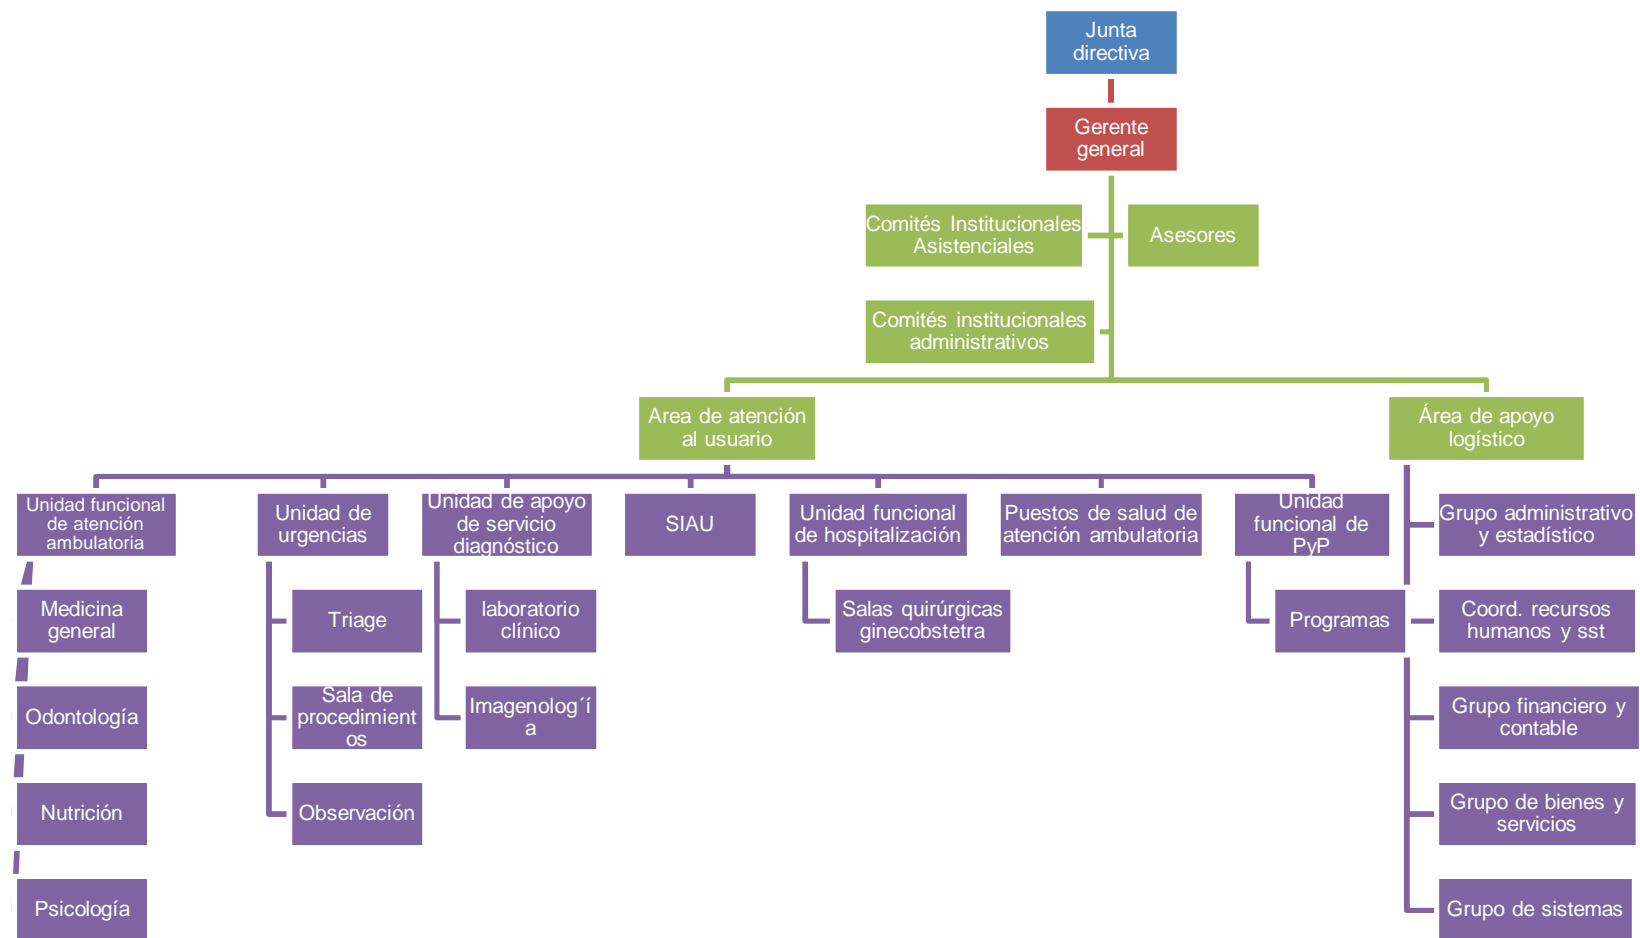 Junta
directiva
Gerente
general
Comités Institucionales
Asistenciales
Asesores
Comités institucionales
administrativos
Area de atención
al usuario
Área de apoyo
logístico
Unidad funcional
de atención
ambulatoria
Unidad de
urgencias
Unidad de apoyo
de servicio
diagnóstico
SIAU
Unidad funcional
de hospitalización
Puestos de salud de
atención ambulatoria
Unidad
funcional de
PyP
Grupo administrativo
y estadístico
Medicina
general
Triage
laboratorio
clínico
Salas quirúrgicas
ginecobstetra
Programas
Coord. recursos
humanos y sst
Odontología
Sala de
procedimient
os
Imagenolog´í
a
Grupo financiero y
contable
Nutrición
Observación
Grupo de bienes y
servicios
Psicología
Grupo de sistemas